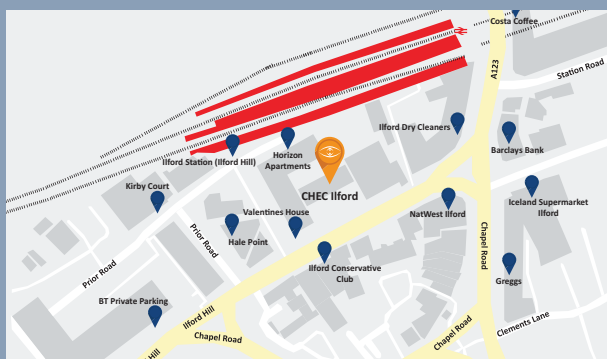 Costa Coffee
A123
Station Road
Ilford Dry Cleaners
Barclays Bank
Ilford Station (Ilford Hill)
Horizon
Apartments
CHEC Ilford
Kirby Court
Valentines House
NatWest Ilford
Iceland Supermarket
Ilford
Prior Road
Hale Point
Chapel Road
Ilford Conservative
Club
Prior Road
Greggs
BT Private Parking
Ilford Hill
Chapel Road
Chapel Road
Clements Lane
Hill